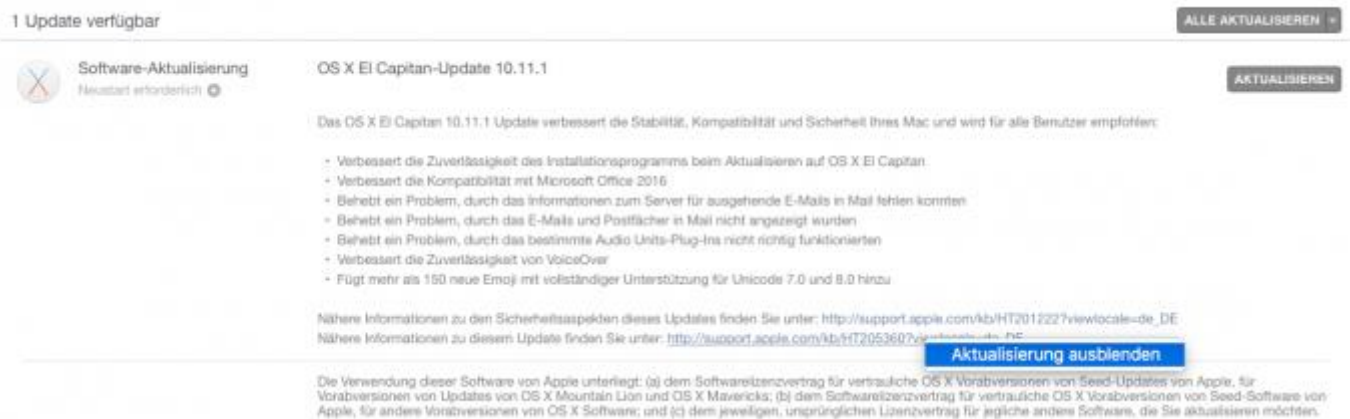 1 Update verfügbar
ALLE AKTUALISIEREN
Software-Aktualisierung
Neustart erforderlich
OS X El Capitan-Update 10.11.1
AKTUALISIEREN
Das OS X El Capitan 10.11.1 Update verbessert die Stabilität, Kompatibilität und Sicherheit Ihres Mac und wird für alle Benutzer empfohlen:
• Verbessert die Zuverlässigkeit des Installationsprogramms beim Aktualisieren auf OS X El Capitan
• Verbessert die Kompatibilität mit Microsoft Office 2016
• Behebt ein Problem, durch das Informationen zum Server für ausgehende E-Mails in Mail fehlen konnten
• Behebt ein Problem, durch das E-Mails und Postfächer in Mail nicht angezeigt wurden
• Behebt ein Problem, durch das bestimmte Audio Units-Plug-Ins nicht richtig funktionierten
• Verbessert die Zuverlässigkeit von VoiceOver
• Fügt mehr als 150 neue Emoji mit vollständiger Unterstützung für Unicode 7.0 und 8.0 hinzu
Nähere Informationen zu den Sicherheitsaspekten dieses Updates finden Sie unter: http://support.apple.com/kb/HT201222?viewlocale=de_DE
Nähere Informationen zu diesem Update finden Sie unter: http://support.apple.com/kb/HT205360?viewlocale=de_DE
Aktualisierung ausblenden
Die Verwendung dieser Software von Apple unterliegt: (a) dem Softwarelizenzvertrag für vertrauliche OS X Vorabversionen von Seed-Updates von Apple, für
Vorabversionen von Updates von OS X Mountain Lion und OS X Mavericks; (b) dem Softwarelizenzvertrag für vertrauliche OS X Vorabversionen von Seed-Software von
Apple, für andere Vorabversionen von OS X Software; und (c) dem jeweiligen, ursprünglichen Lizenzvertrag für jegliche andere Software, die Sie aktualisieren möchten.